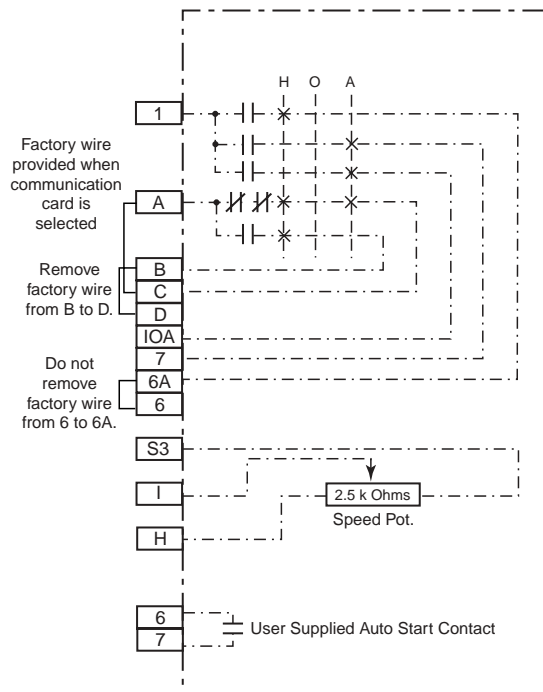 H O A
1
Factory wire
provided when
communication
card is
selected
A
Remove
factory wire
from B to D.
B
C
D
IOA
7
Do not
remove
factory wire
from 6 to 6A.
6A
6
S3
I
2.5 k Ohms
Speed Pot.
H
6
7
User Supplied Auto Start Contact